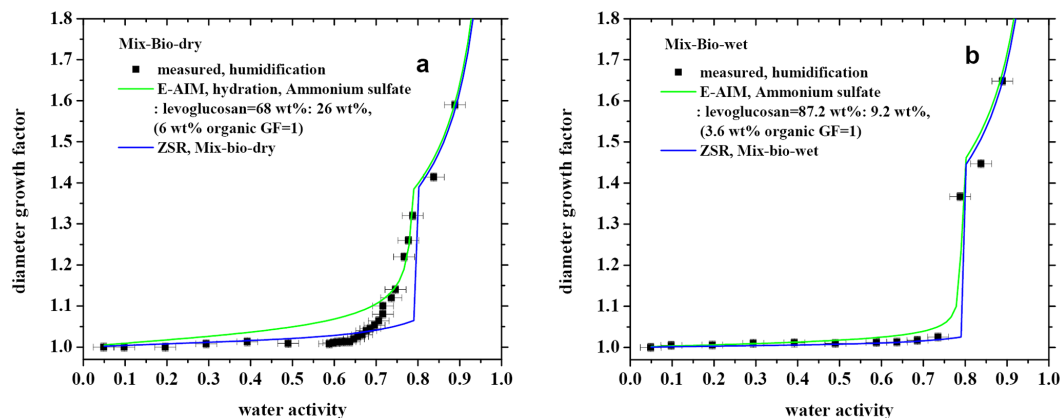 Mix-Bio-dry
a
measured, humidification
E-AIM, hydration, Ammonium sulfate
: levoglucosan=68 wt%: 26 wt%,
(6 wt% organic GF=1)
ZSR, Mix-bio-dry
diameter growth factor
1.8
1.7
1.6
1.5
1.4
1.3
1.2
1.1
1.0
0.0 0.1 0.2 0.3 0.4 0.5 0.6 0.7 0.8 0.9 1.0
water activity
Mix-Bio-wet
b
measured, humidification
E-AIM, Ammonium sulfate
: levoglucosan=87.2 wt%: 9.2 wt%,
(3.6 wt% organic GF=1)
ZSR, Mix-bio-wet
diameter growth factor
1.8
1.7
1.6
1.5
1.4
1.3
1.2
1.1
1.0
0.0 0.1 0.2 0.3 0.4 0.5 0.6 0.7 0.8 0.9 1.0
water activity